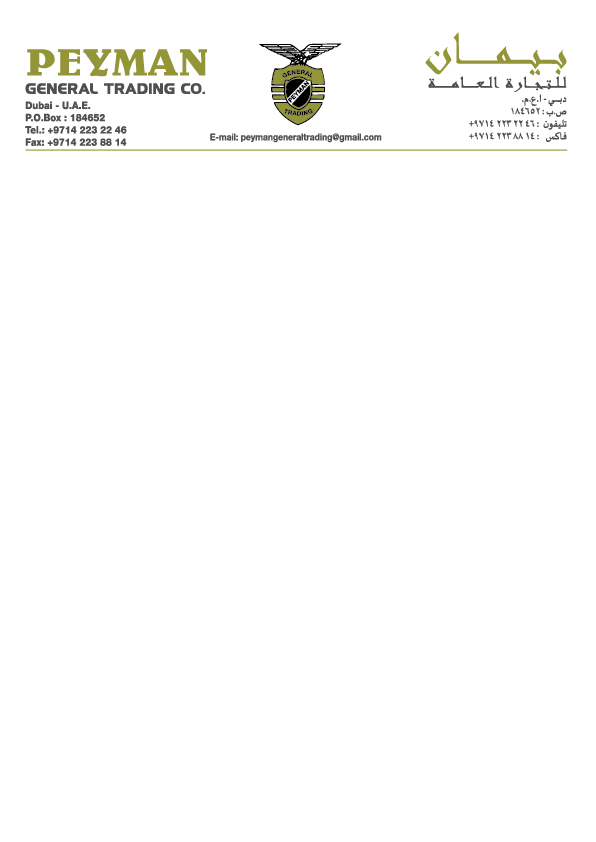 PEYMAN
GENERAL TRADING CO.
Dubai - U.A.E.
P.O.Box : 184652
Tel.: +9714 223 22 46
Fax: +9714 223 88 14
GENERAL
PEYMAN
TRADING
E-mail: peymangeneraltrading@gmail.com
بيمان
للتجارة العامة
دبـي - ا.ع.م.
ص.ب : ١٨٤٦٥٢
تليفون : ٤٦ ٢٢ ٢٢٣ ٩٧١٤+
فاكس : ١٤ ٨٨ ٢٢٣ ٩٧١٤+